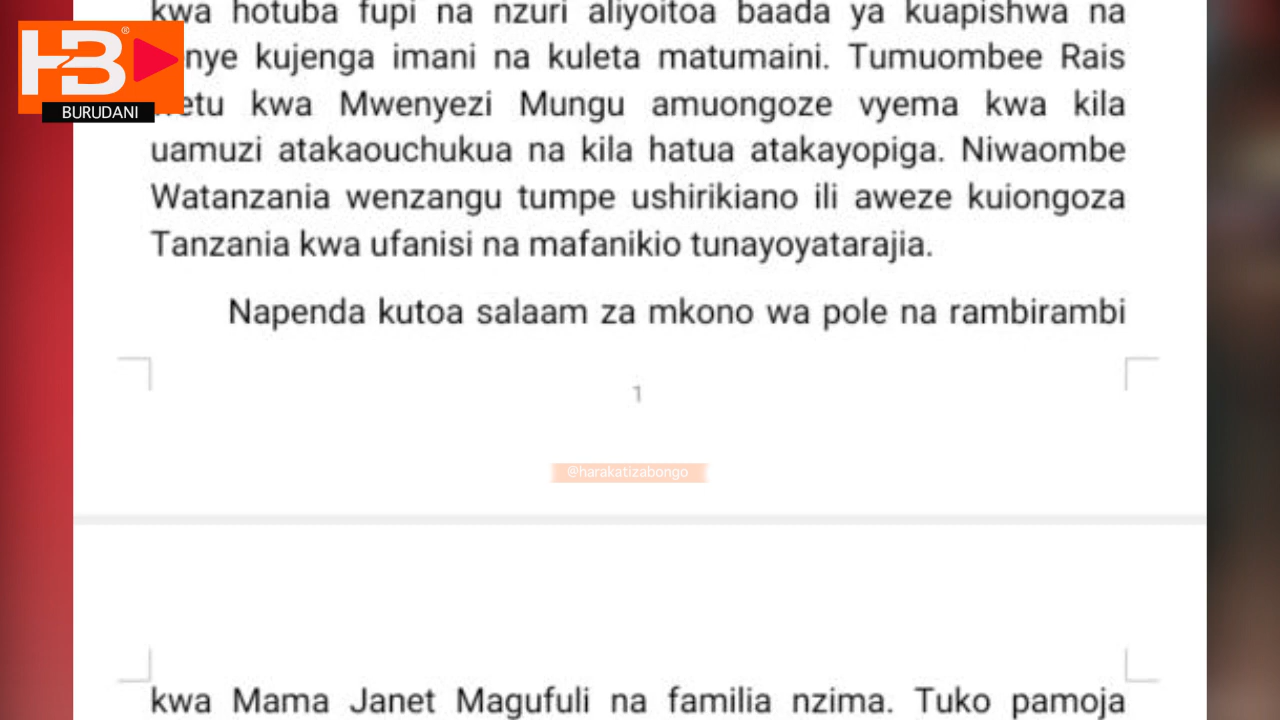 kwa hotuba fupi na nzuri aliyoitoa baada ya kuapishwa na
kujenga imani na kuleta matumaini. Tumuombee Rais
kwa Mwenyezi Mungu amuongoze vyema kwa kila
uamuzi atakaouchukua na kila hatua atakayopiga. Niwaombe
Watanzania wenzangu tumpe ushirikiano ili aweze kuiongoza
Tanzania kwa ufanisi na mafanikio tunayoyatarajia.
Napenda kutoa salaam za mkono wa pole na rambirambi
1
@harakatizabongo
kwa Mama Janet Magufuli na familia nzima. Tuko pamoja
HB®
BURUDANI